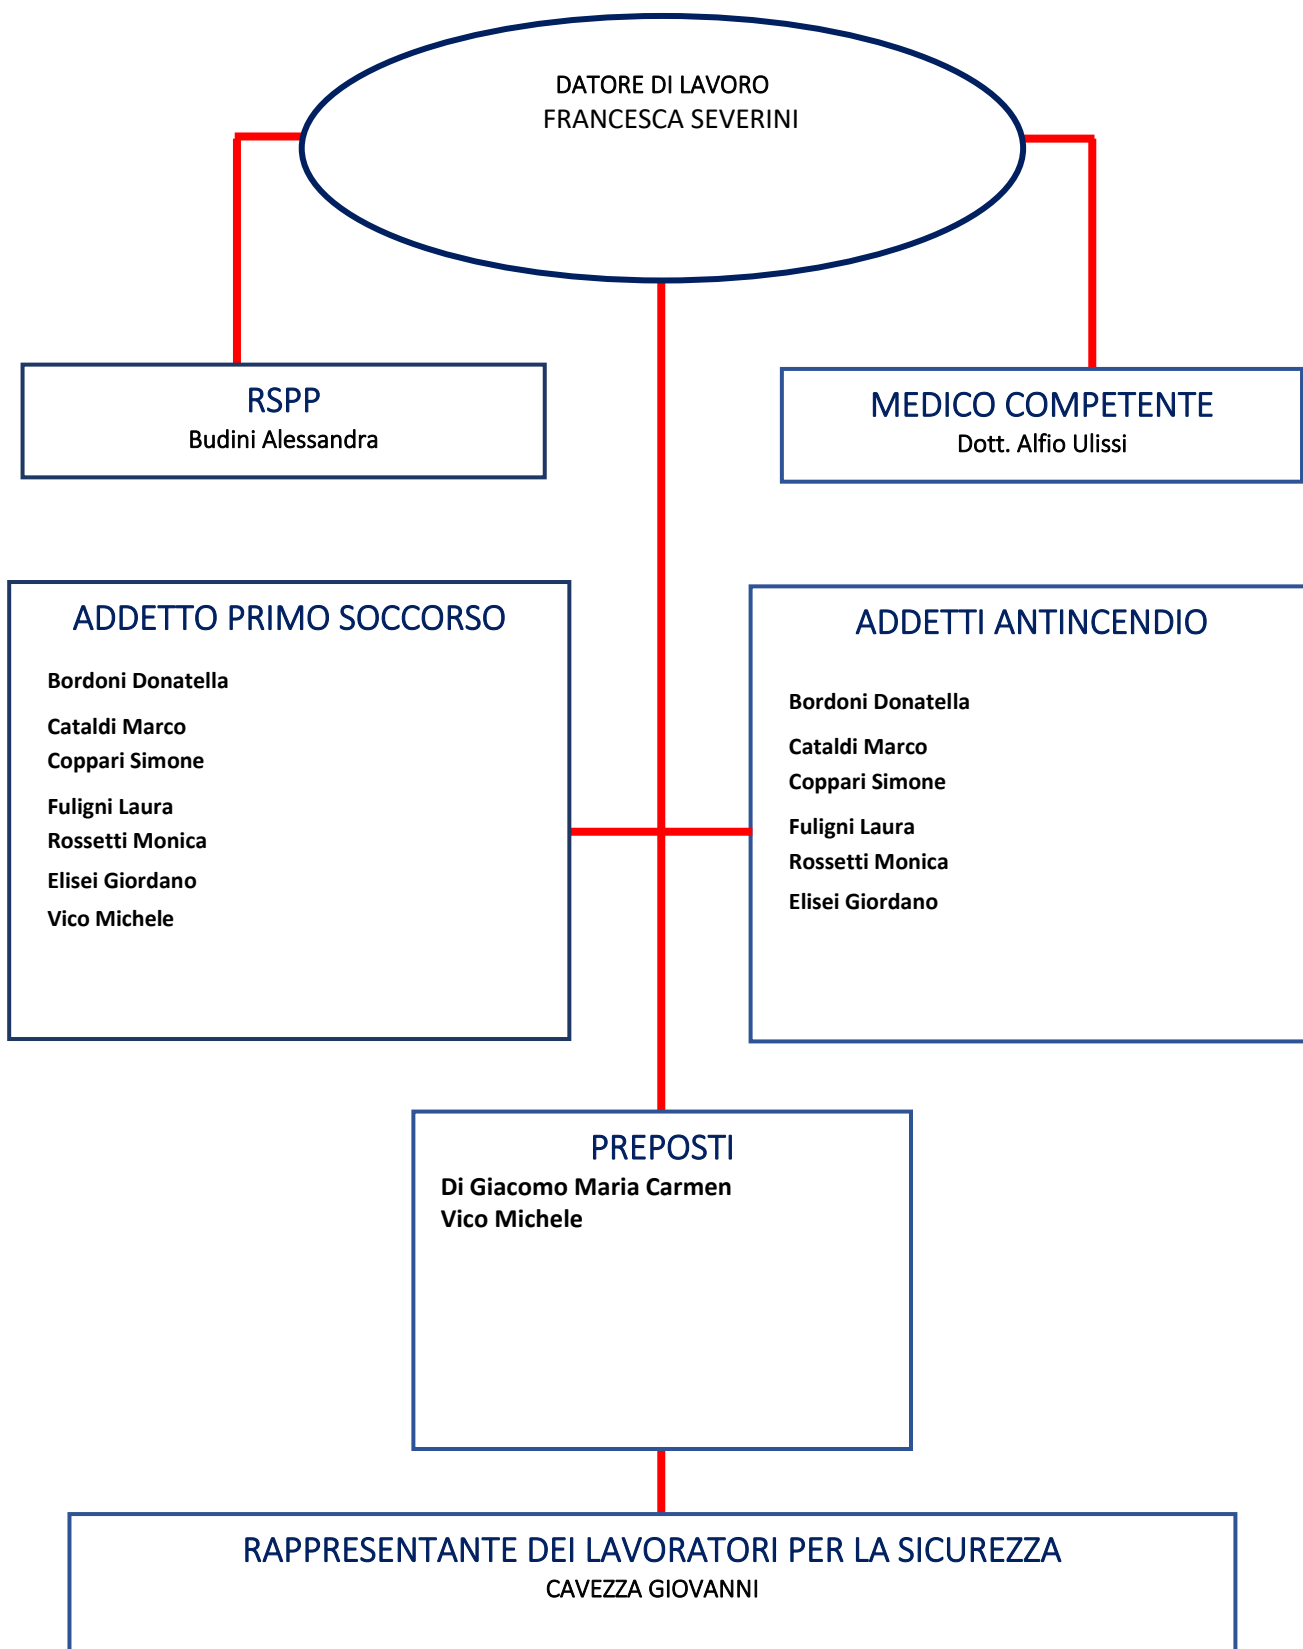 DATORE DI LAVORO
FRANCESCA SEVERINI
RSPP
Budini Alessandra
MEDICO COMPETENTE
Dott. Alfio Ulissi
ADDETTO PRIMO SOCCORSO
Bordoni Donatella
Cataldi Marco
Coppari Simone
Fuligni Laura
Rossetti Monica
Elisei Giordano
Vico Michele
ADDETTI ANTINCENDIO
Bordoni Donatella
Cataldi Marco
Coppari Simone
Fuligni Laura
Rossetti Monica
Elisei Giordano
PREPOSTI
Di Giacomo Maria Carmen
Vico Michele
RAPPRESENTANTE DEI LAVORATORI PER LA SICUREZZA
CAVEZZA GIOVANNI